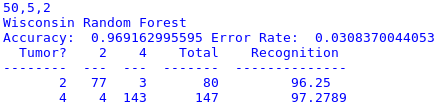 50,5,2
Wisconsin Random Forest
Accuracy:  0.969162995595 Error Rate:  0.0308370044053
Tumor?    2    4    Total    Recognition
--------  ---  ---  -------  -------------
2   77    3       80          96.25
4    4  143      147          97.2789